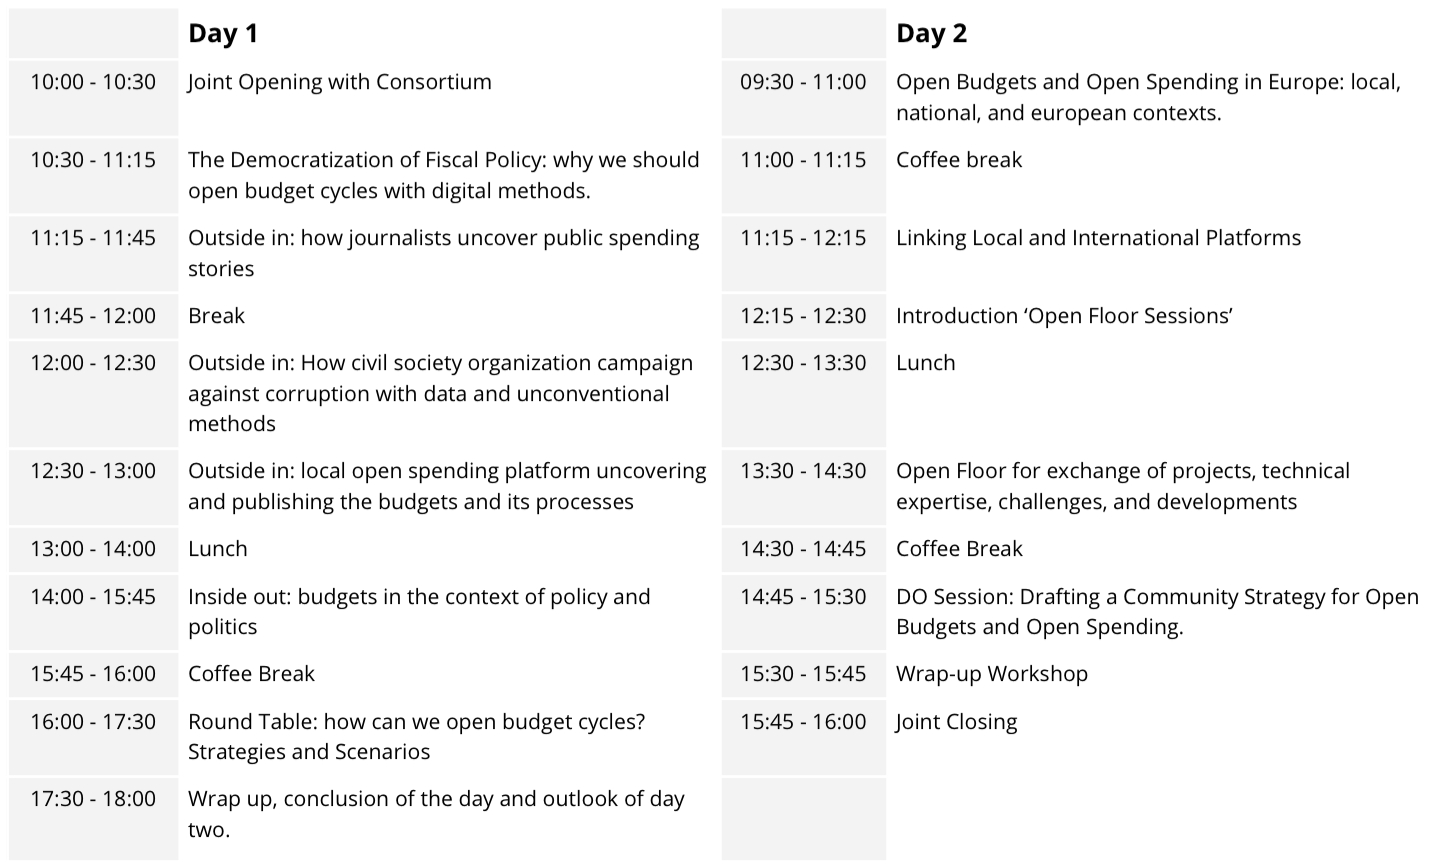 Day 1
10:00 - 10:30
Joint Opening with Consortium
10:30 - 11:15
The Democratization of Fiscal Policy: why we should
open budget cycles with digital methods.
11:15 - 11:45
Outside in: how journalists uncover public spending
stories
11:45 - 12:00
Break
12:00 - 12:30
Outside in: How civil society organization campaign
against corruption with data and unconventional
methods
12:30 - 13:00
Outside in: local open spending platform uncovering
and publishing the budgets and its processes
13:00 - 14:00
Lunch
14:00 - 15:45
Inside out: budgets in the context of policy and
politics
15:45 - 16:00
Coffee Break
16:00 - 17:30
Round Table: how can we open budget cycles?
Strategies and Scenarios
17:30 - 18:00
Wrap up, conclusion of the day and outlook of day
two.
Day 2
09:30 - 11:00
Open Budgets and Open Spending in Europe: local,
national, and european contexts.
11:00 - 11:15
Coffee break
11:15 - 12:15
Linking Local and International Platforms
12:15 - 12:30
Introduction ‘Open Floor Sessions’
12:30 - 13:30
Lunch
13:30 - 14:30
Open Floor for exchange of projects, technical
expertise, challenges, and developments
14:30 - 14:45
Coffee Break
14:45 - 15:30
DO Session: Drafting a Community Strategy for Open
Budgets and Open Spending.
15:30 - 15:45
Wrap-up Workshop
15:45 - 16:00
Joint Closing